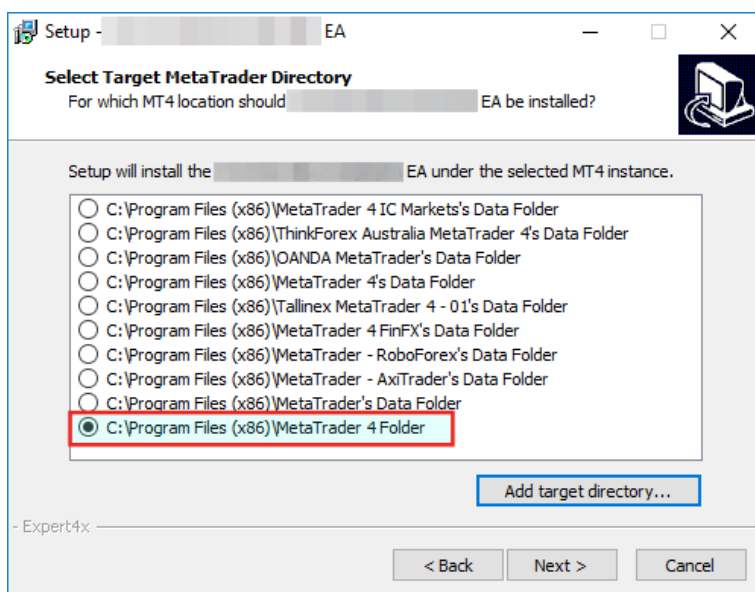 Setup - EA
Select Target MetaTrader Directory
For which MT4 location should EA be installed?
Setup will install the EA under the selected MT4 instance.
C:\Program Files (x86)\MetaTrader 4 IC Markets's Data Folder
C:\Program Files (x86)\ThinkForex Australia MetaTrader 4's Data Folder
C:\Program Files (x86)\OANDA MetaTrader's Data Folder
C:\Program Files (x86)\MetaTrader 4's Data Folder
C:\Program Files (x86)\Tallinex MetaTrader 4 - 01's Data Folder
C:\Program Files (x86)\MetaTrader 4 FinFX's Data Folder
C:\Program Files (x86)\MetaTrader - RoboForex's Data Folder
C:\Program Files (x86)\MetaTrader - AxiTrader's Data Folder
C:\Program Files (x86)\MetaTrader's Data Folder
C:\Program Files (x86)\MetaTrader 4 Folder
Add target directory...
- Expert4x
< Back Next > Cancel